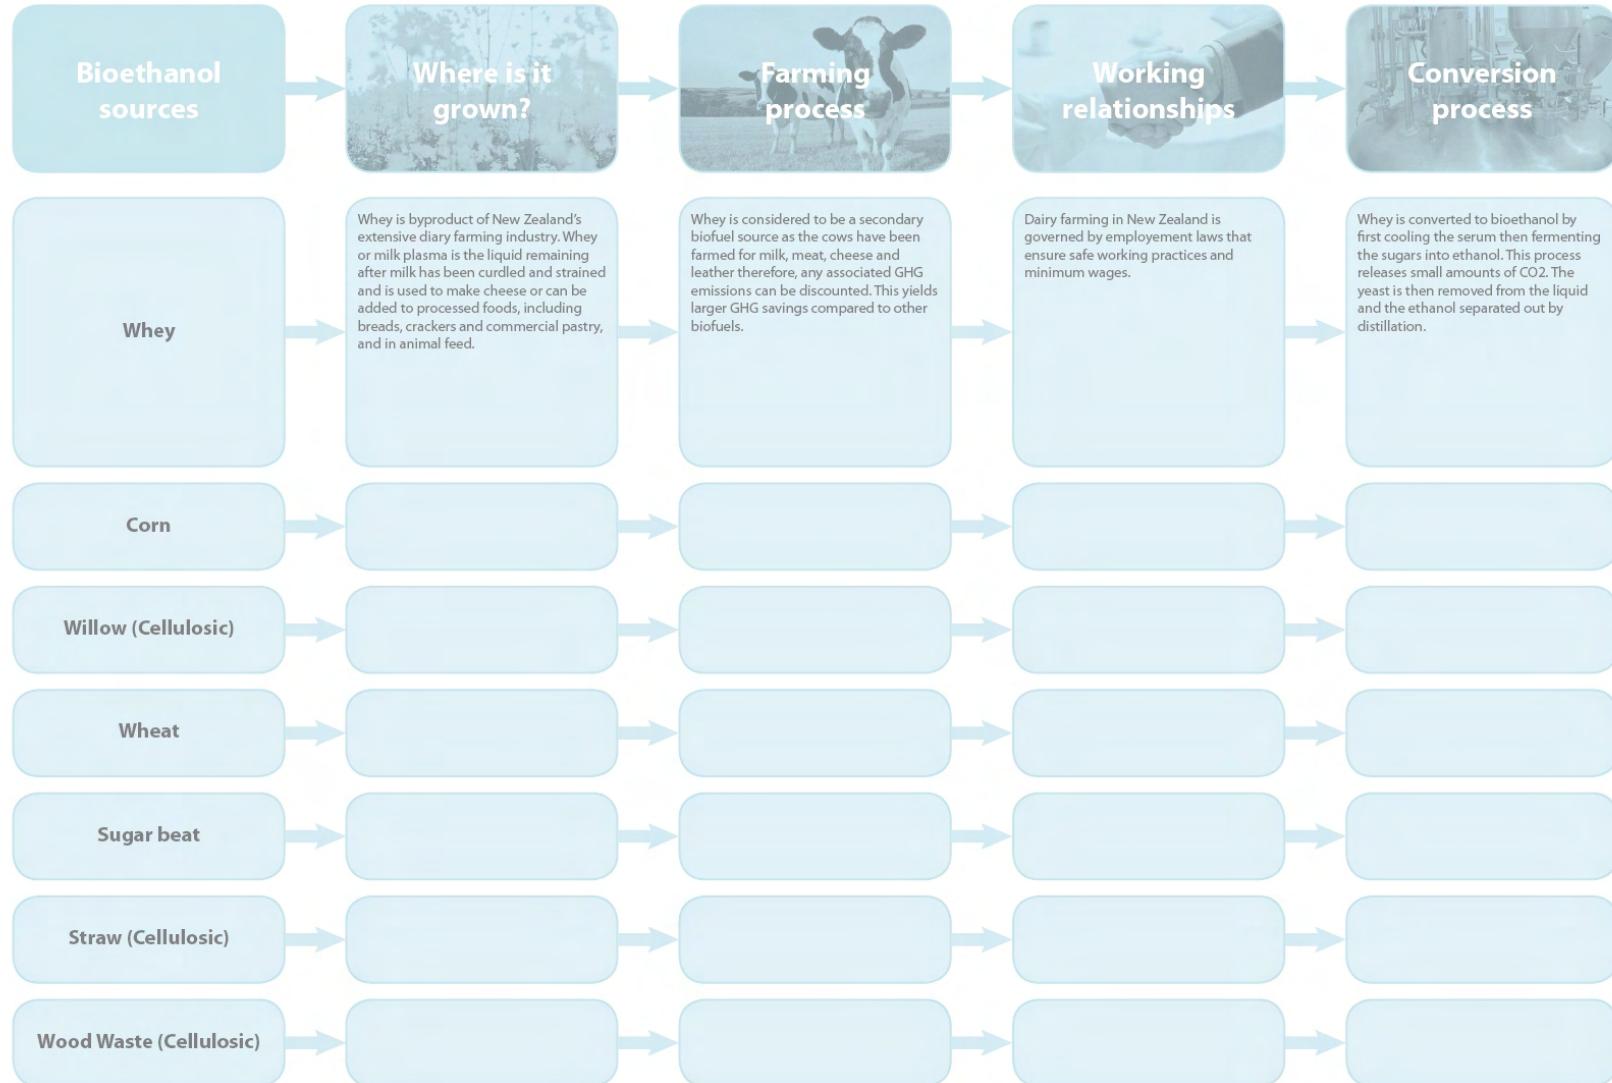 Bioethanol
sources
Where is it
grown?
Farming
process
Working
relationships
Conversion
process
Whey
Whey is byproduct of New Zealand's
extensive diary farming industry. Whey
or milk plasma is the liquid remaining
after milk has been curdled and strained
and is used to make cheese or can be
added to processed foods, including
breads, crackers and commercial pastry,
and in animal feed.
Whey is considered to be a secondary
biofuel source as the cows have been
farmed for milk, meat, cheese and
leather therefore, any associated GHG
emissions can be discounted. This yields
larger GHG savings compared to other
biofuels.
Dairy farming in New Zealand is
governed by employement laws that
ensure safe working practices and
minimum wages.
Whey is converted to bioethanol by
first cooling the serum then fermenting
the sugars into ethanol. This process
releases small amounts of CO2. The
yeast is then removed from the liquid
and the ethanol separated out by
distillation.
Corn
Willow (Cellulosic)
Wheat
Sugar beat
Straw (Cellulosic)
Wood Waste (Cellulosic)